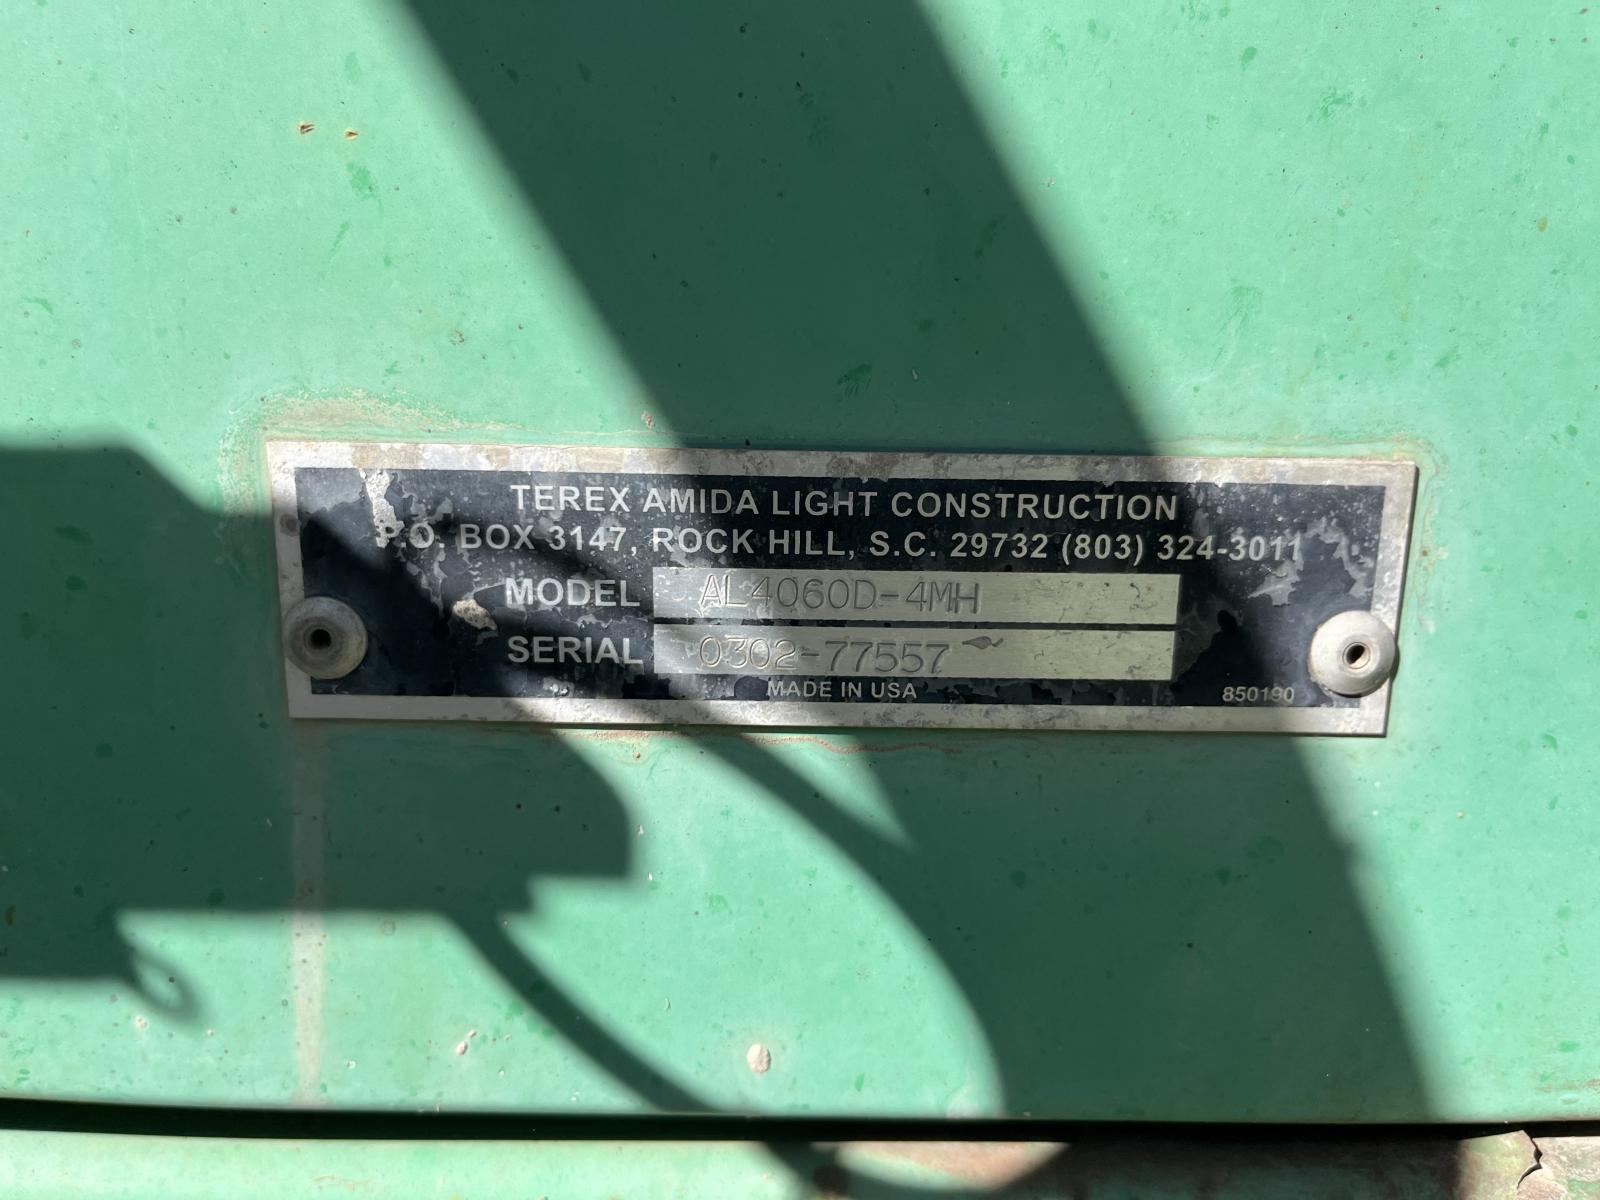 TEREX AMIDA LIGHT CONSTRUCTION
P.O. BOX 3147, ROCK HILL, S.C. 29732 (803) 324-3011
MODEL AL4060D-4MH
SERIAL 0302-77557
MADE IN USA 850190